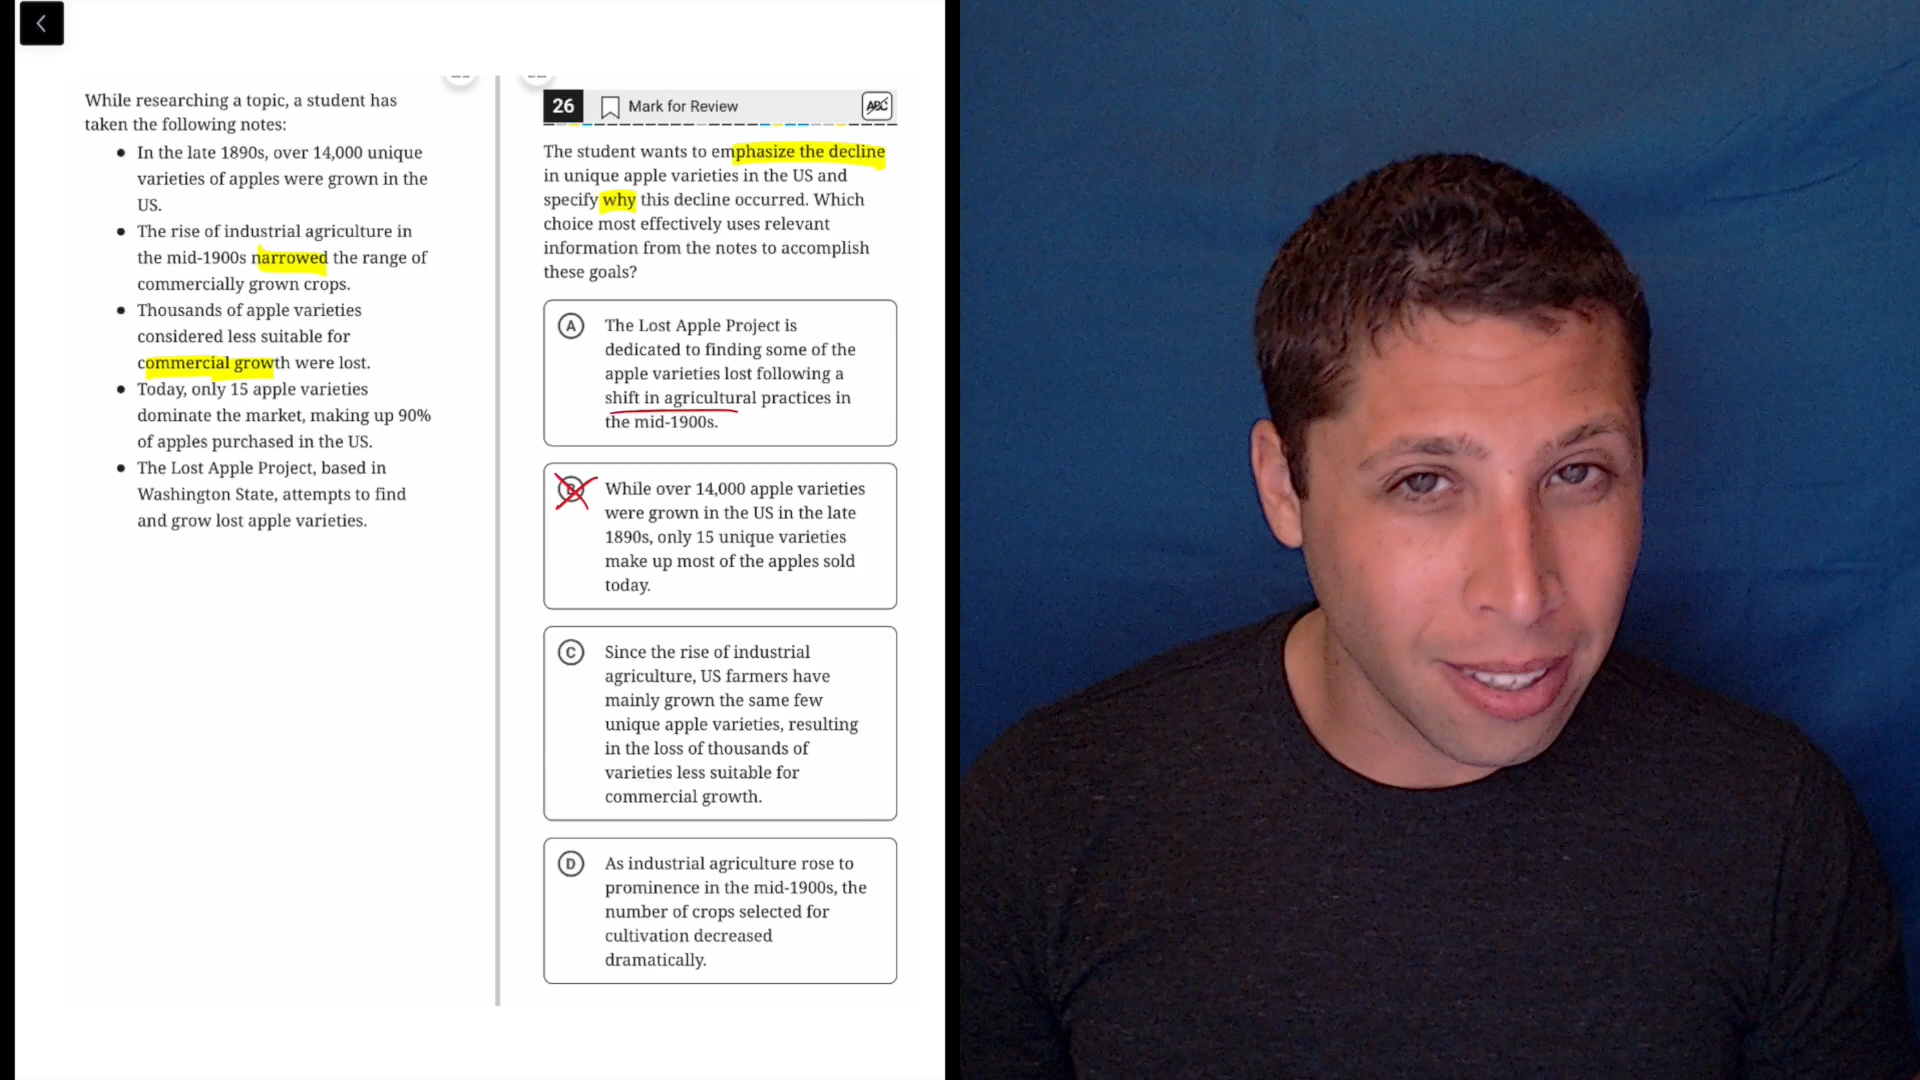 While researching a topic, a student has
taken the following notes:
• In the late 1890s, over 14,000 unique
varieties of apples were grown in the
US.
• The rise of industrial agriculture in
the mid-1900s narrowed the range of
commercially grown crops.
• Thousands of apple varieties
considered less suitable for
commercial growth were lost.
• Today, only 15 apple varieties
dominate the market, making up 90%
of apples purchased in the US.
• The Lost Apple Project, based in
Washington State, attempts to find
and grow lost apple varieties.
26 Mark for Review ABC
The student wants to emphasize the decline
in unique apple varieties in the US and
specify why this decline occurred. Which
choice most effectively uses relevant
information from the notes to accomplish
these goals?
A The Lost Apple Project is
dedicated to finding some of the
apple varieties lost following a
shift in agricultural practices in
the mid-1900s.
B While over 14,000 apple varieties
were grown in the US in the late
1890s, only 15 unique varieties
make up most of the apples sold
today.
C Since the rise of industrial
agriculture, US farmers have
mainly grown the same few
unique apple varieties, resulting
in the loss of thousands of
varieties less suitable for
commercial growth.
D As industrial agriculture rose to
prominence in the mid-1900s, the
number of crops selected for
cultivation decreased
dramatically.